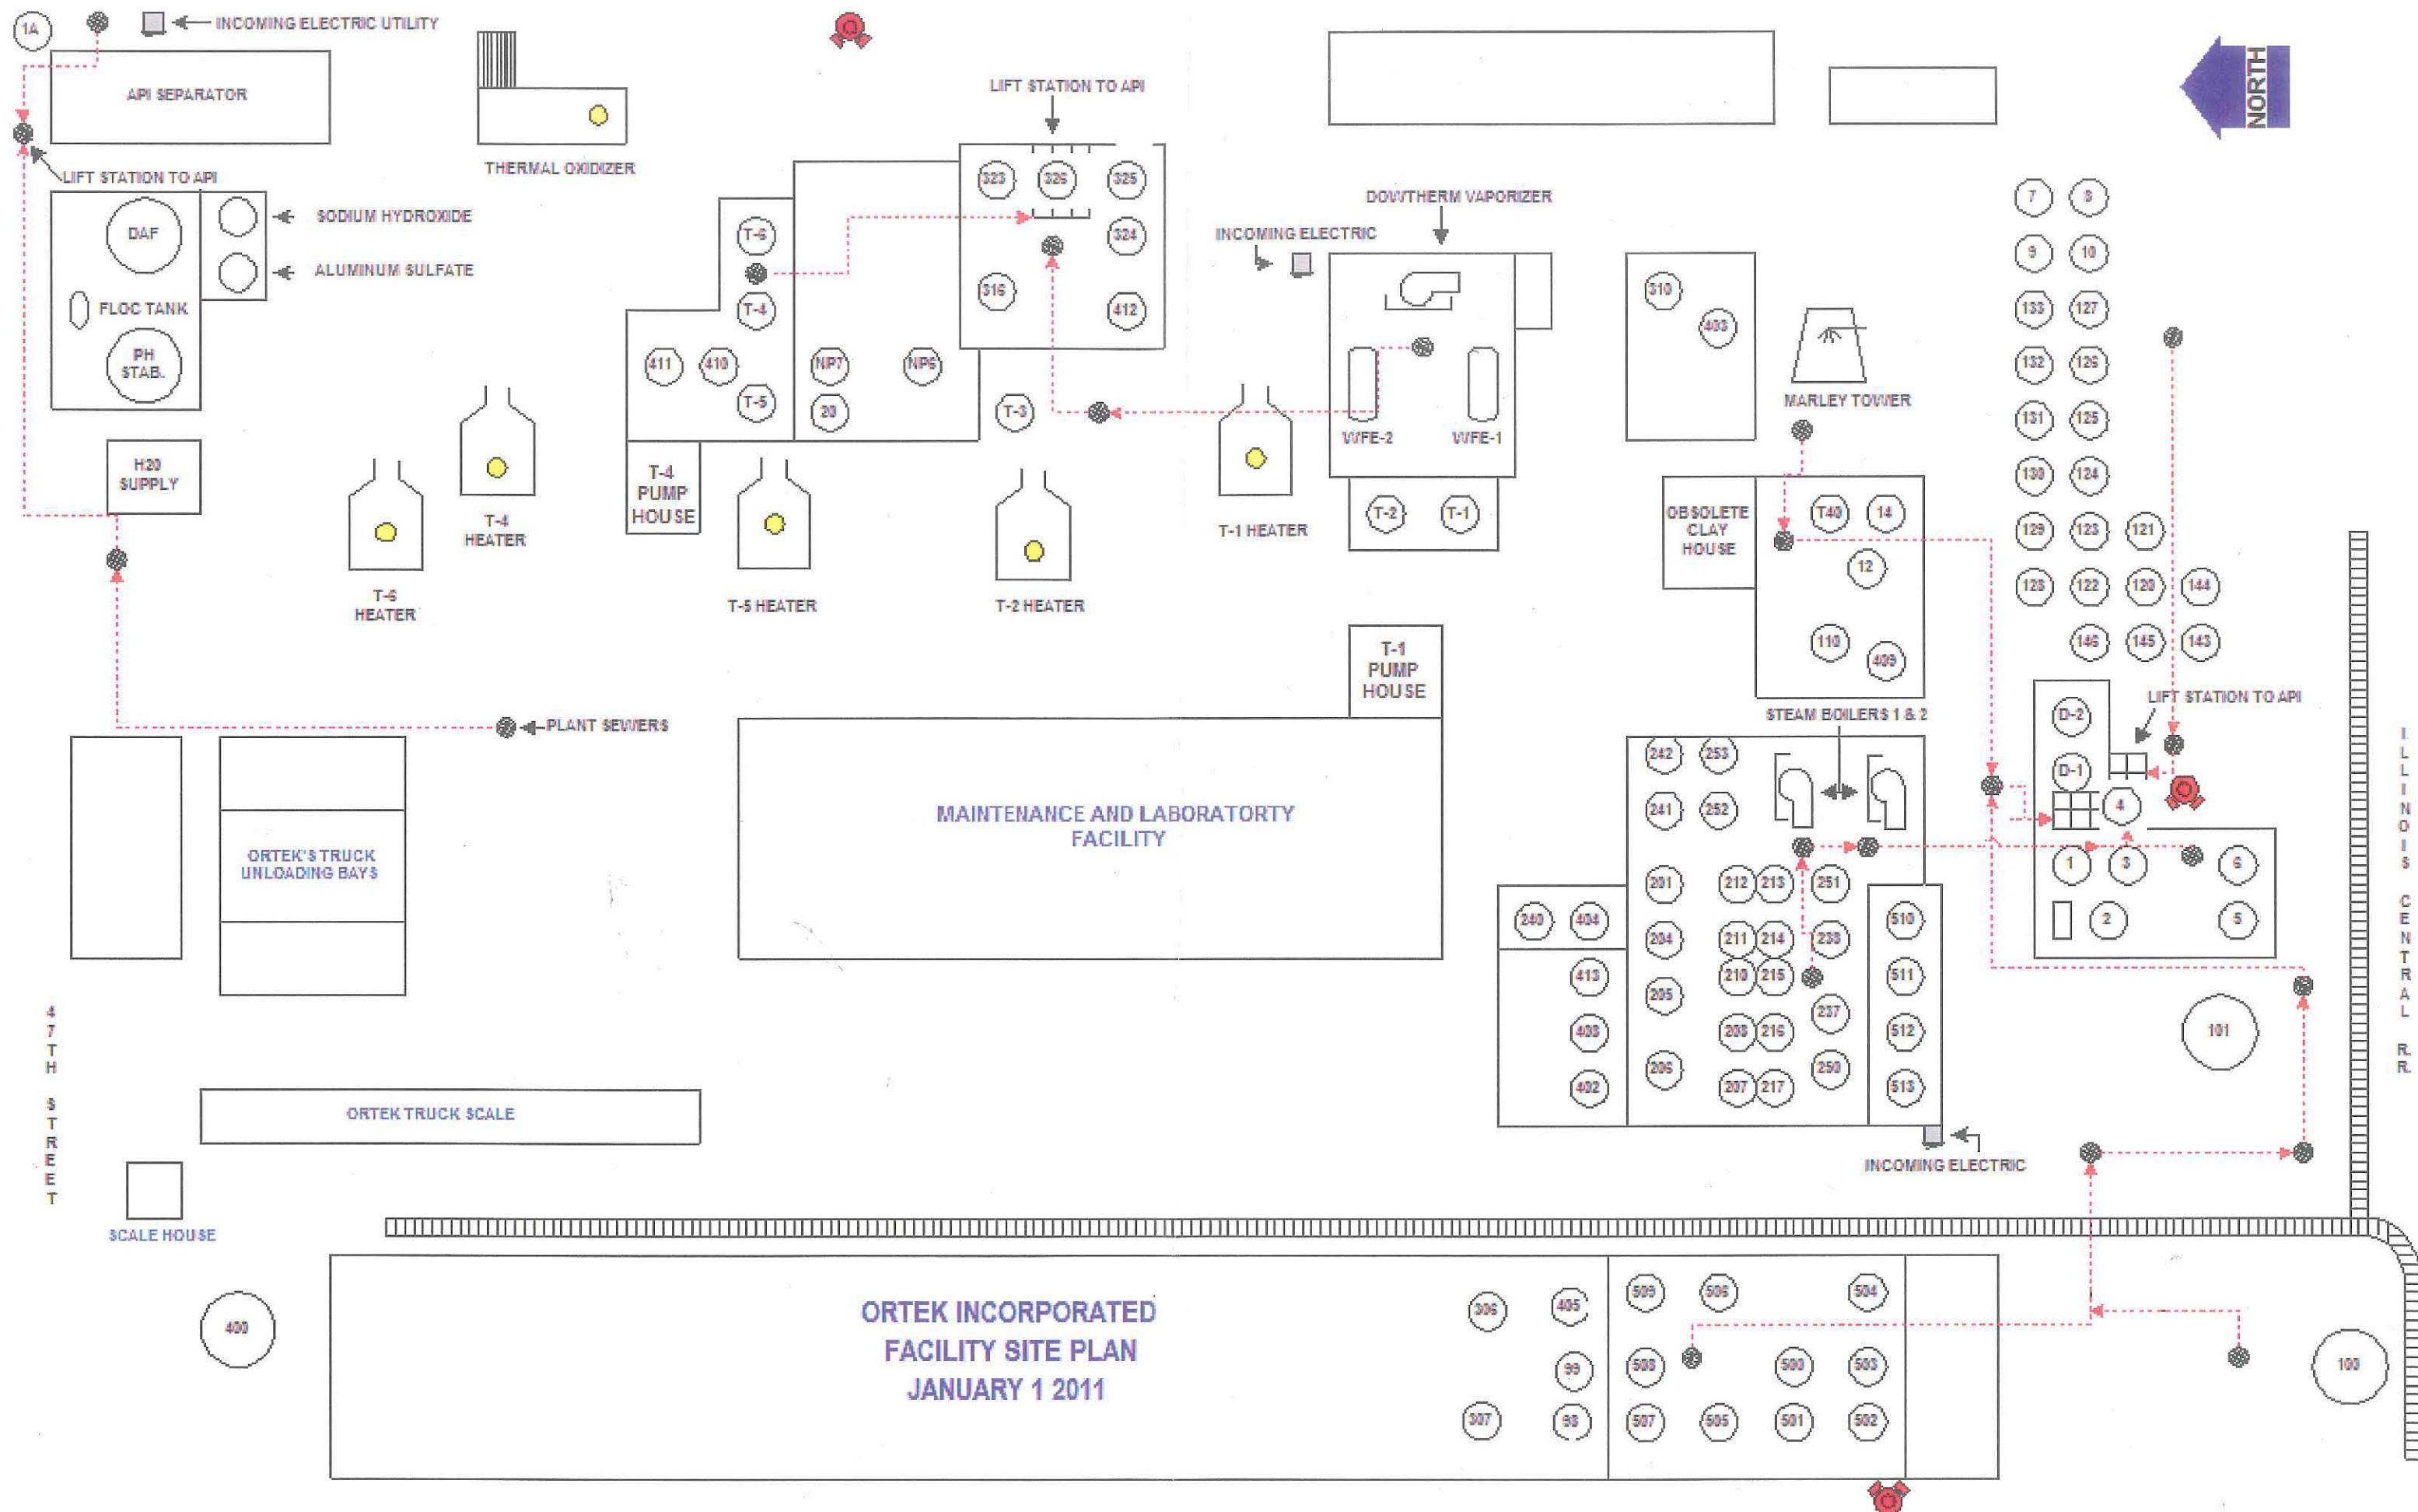 1A
INCOMING ELECTRIC UTILITY
API SEPARATOR
LIFT STATION TO API
THERMAL OXIDIZER
LIFT STATION TO API
NORTH
DAF
SODIUM HYDROXIDE
ALUMINUM SULFATE
FLOC TANK
PH
STAB.
H20
SUPPLY
T-6
T-4
411
410
T-5
NP7
NP6
20
323
326
325
324
316
412
T-3
INCOMING ELECTRIC
DOWTHERM VAPORIZER
WFE-2
WFE-1
T-2
T-1
310
403
MARLEY TOWER
7
8
9
10
133
127
132
126
131
125
130
124
129
123
121
128
122
120
144
146
145
143
T-4
HEATER
T-6
HEATER
T-4
PUMP
HOUSE
T-5 HEATER
T-2 HEATER
T-1 HEATER
OBSOLETE
CLAY
HOUSE
T40
14
12
110
409
T-1
PUMP
HOUSE
PLANT SEWERS
MAINTENANCE AND LABORATORTY
FACILITY
STEAM BOILERS 1 & 2
LIFT STATION TO API
D-2
D-1
4
1
3
6
2
5
ILLINOIS CENTRAL R.R.
ORTEK'S TRUCK
UNLOADING BAYS
242
253
241
252
201
212
213
251
204
211
214
238
210
215
205
237
208
216
206
250
207
217
240
404
413
408
402
510
511
512
513
101
47TH STREET
ORTEK TRUCK SCALE
INCOMING ELECTRIC
SCALE HOUSE
400
ORTEK INCORPORATED
FACILITY SITE PLAN
JANUARY 1 2011
306
405
99
307
98
509
506
504
508
500
503
507
505
501
502
100